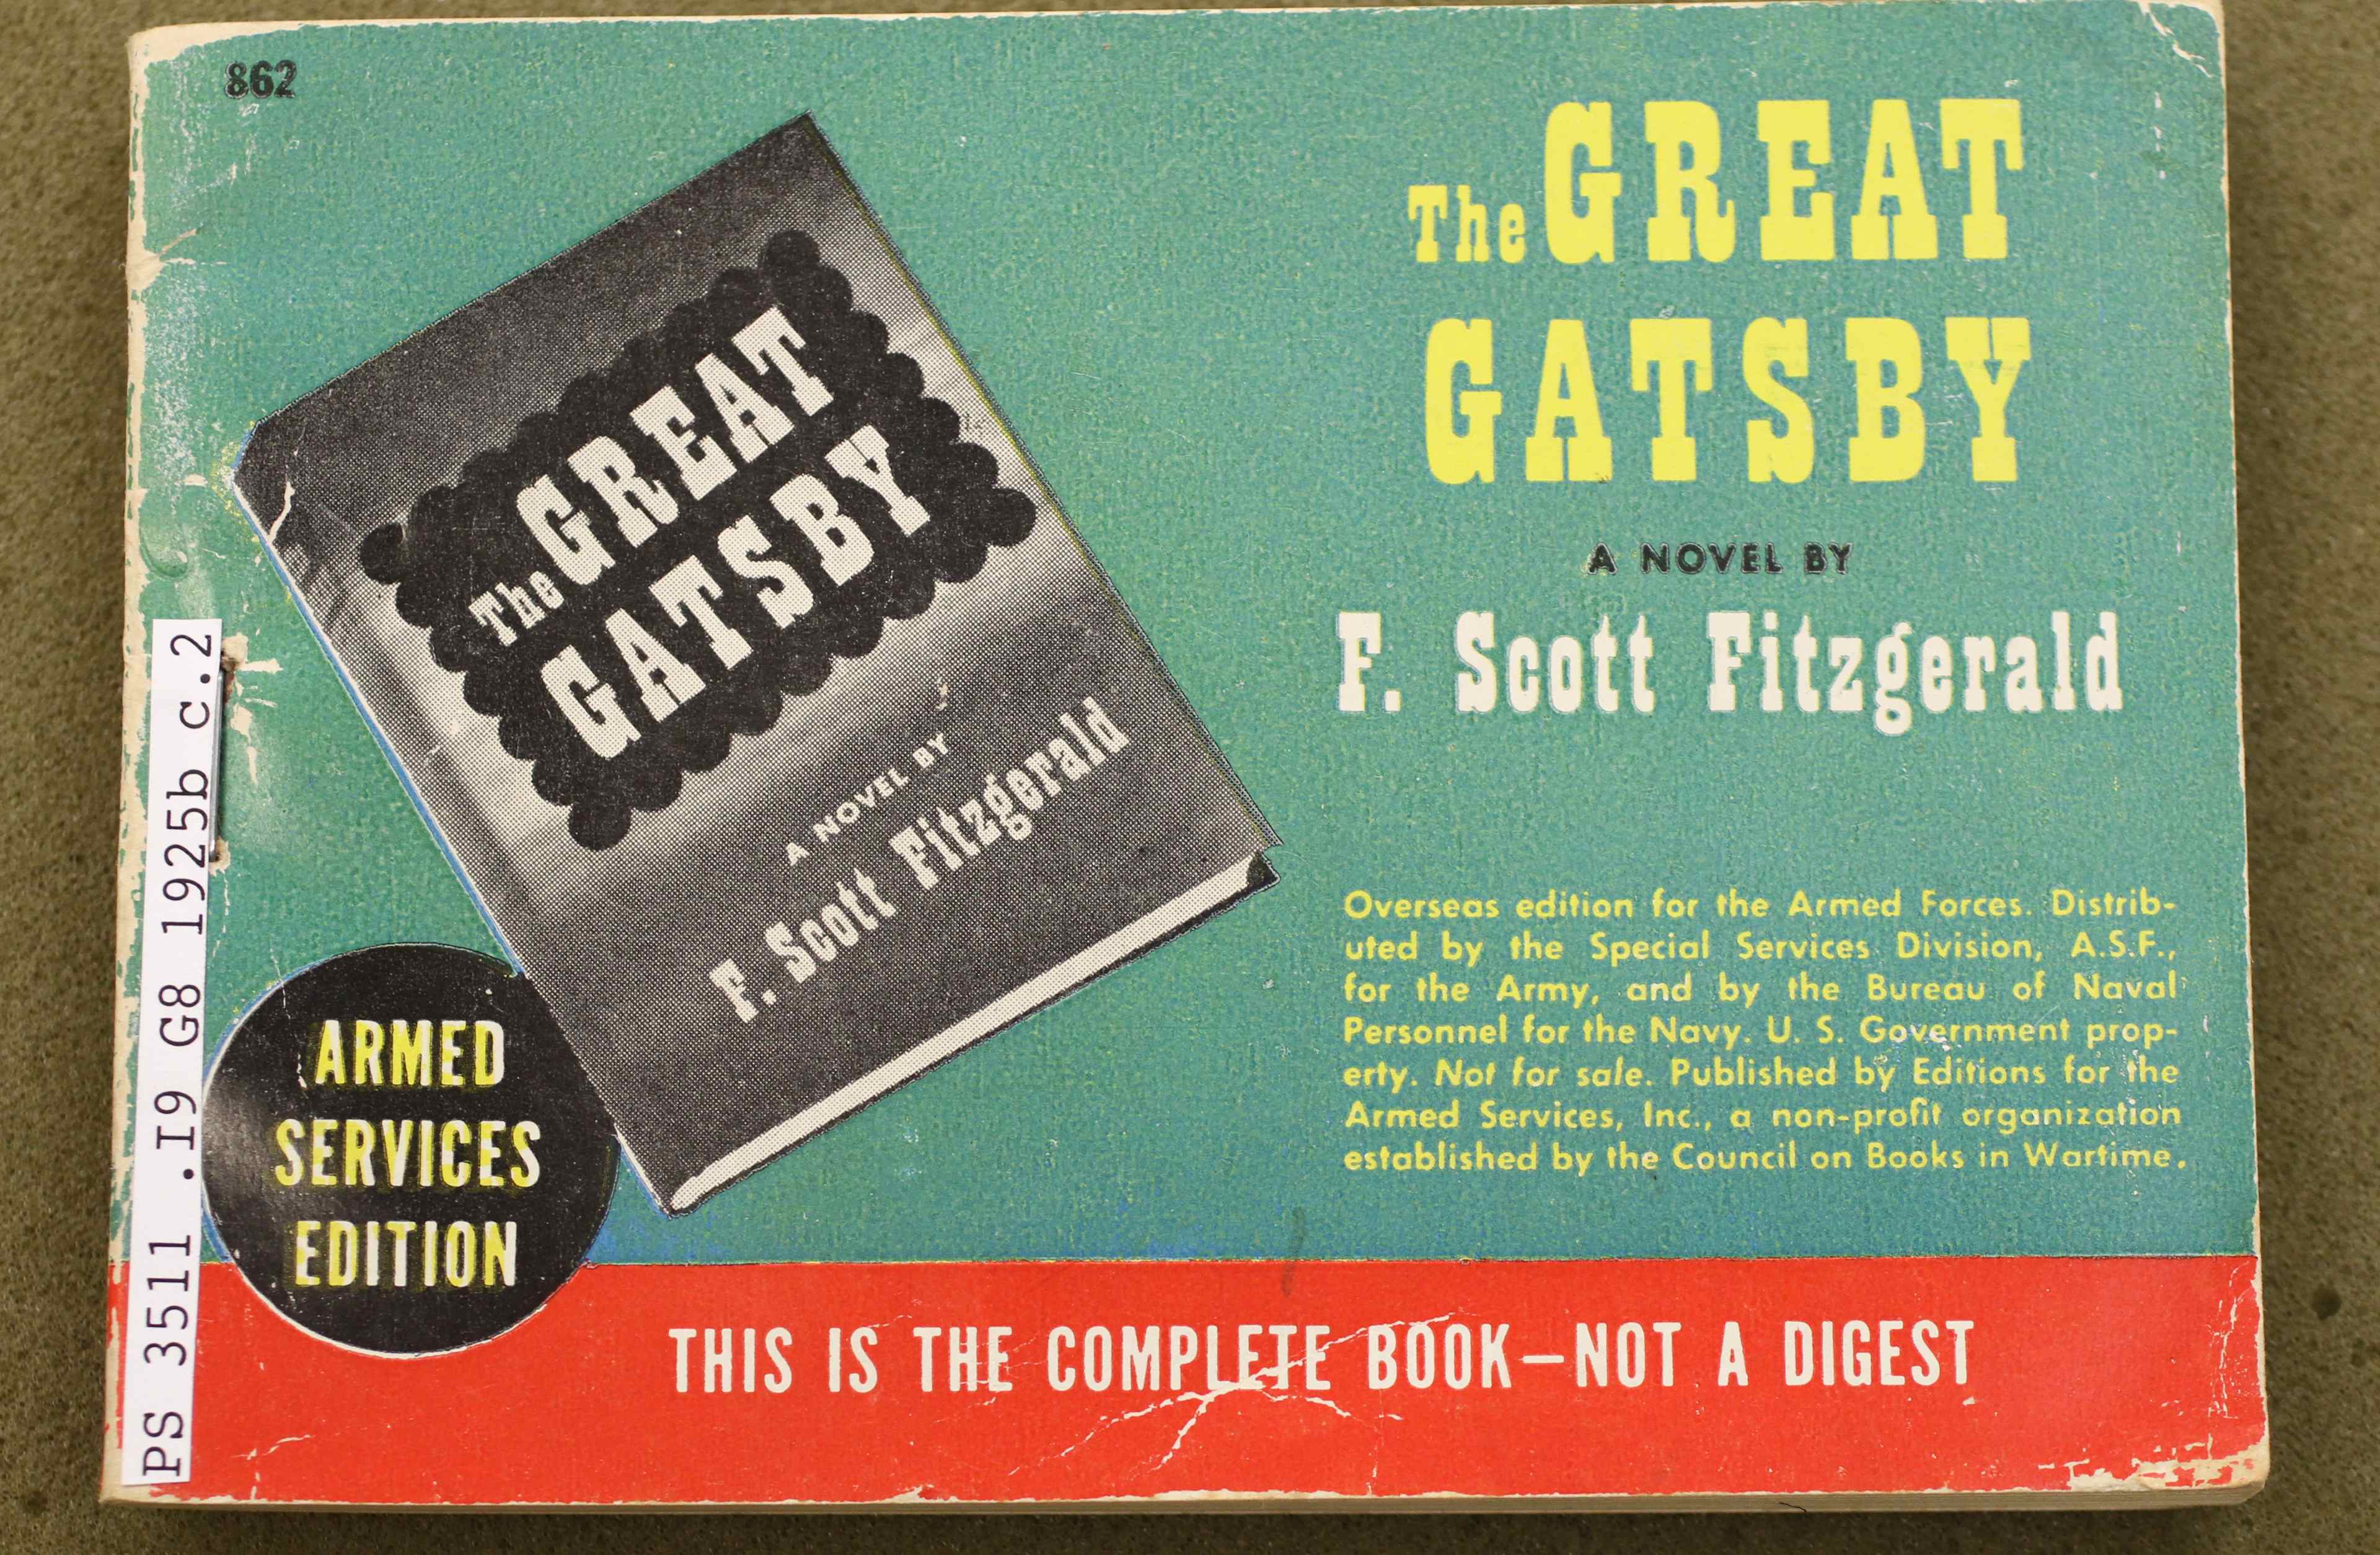 862
The GREAT
GATSBY
A NOVEL BY
F. Scott Fitzgerald
The GREAT
GATSBY
A NOVEL BY
F. Scott Fitzgerald
Overseas edition for the Armed Forces. Distrib-
uted by the Special Services Division, A.S.F.,
for the Army, and by the Bureau of Naval
Personnel for the Navy. U. S. Government prop-
erty. Not for sale. Published by Editions for the
Armed Services, Inc., a non-profit organization
established by the Council on Books in Wartime.
ARMED
SERVICES
EDITION
THIS IS THE COMPLETE BOOK—NOT A DIGEST
PS 3511 .I9 G8 1925b c.2